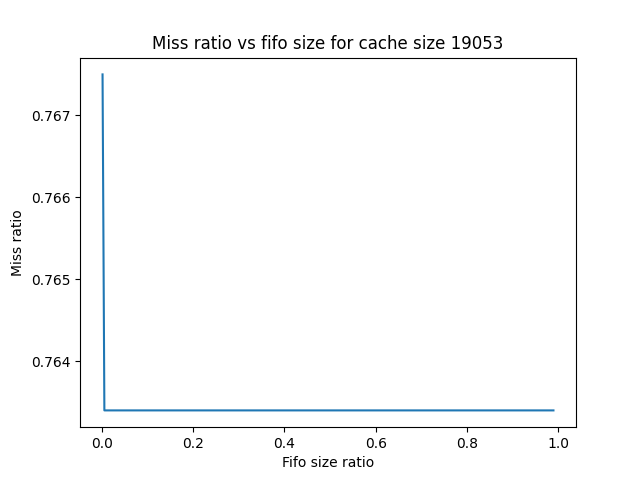 Miss ratio vs fifo size for cache size 19053
0.767
0.766
0.765
0.764
Miss ratio
0.0 0.2 0.4 0.6 0.8 1.0
Fifo size ratio